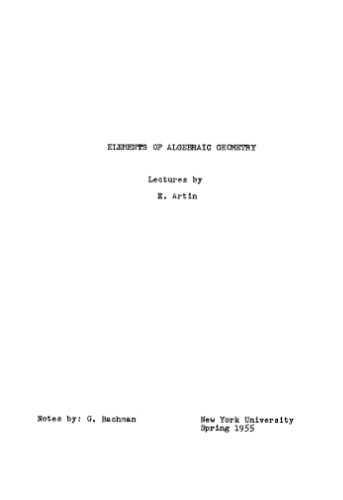 ELEMENTS OF ALGEBRAIC GEOMETRY
Lectures by
E. Artin
Notes by: G. Bachman
New York University
Spring 1955